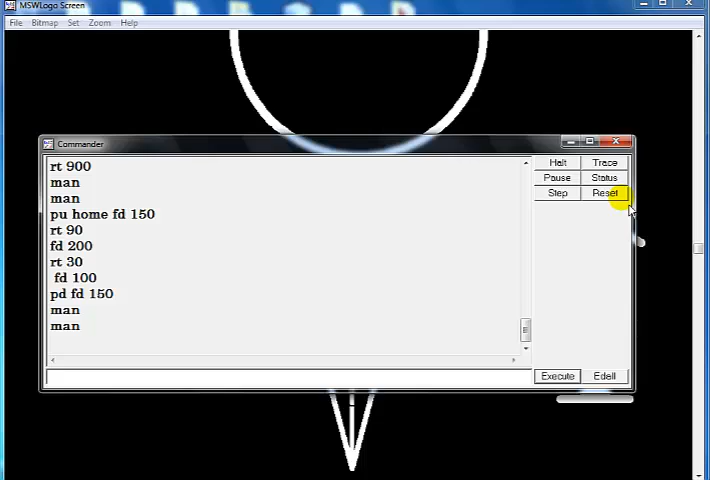 MSWLogo Screen
File Bitmap Set Zoom Help
Commander
rt 900
man
man
pu home fd 150
rt 90
fd 200
rt 30
fd 100
pd fd 150
man
man
Halt Trace
Pause Status
Step Reset
Execute Edall